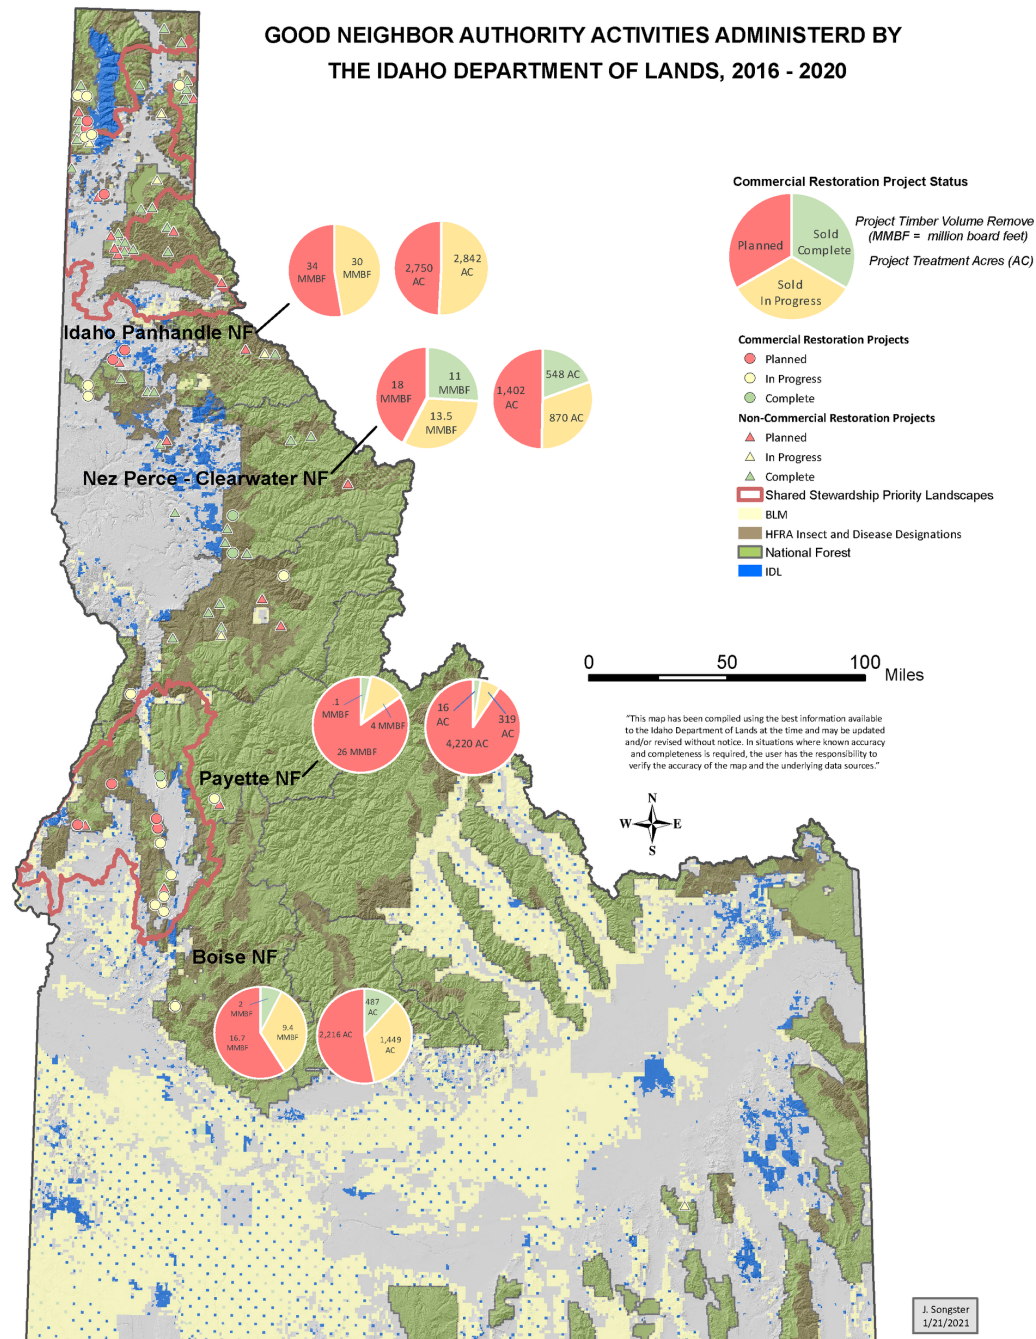 GOOD NEIGHBOR AUTHORITY ACTIVITIES ADMINISTERD BY
THE IDAHO DEPARTMENT OF LANDS, 2016 - 2020
Commercial Restoration Project Status
Planned
Sold
Complete
Sold
In Progress
Project Timber Volume Remove
(MMBF = million board feet)
Project Treatment Acres (AC)
Commercial Restoration Projects
Planned
In Progress
Complete
Non-Commercial Restoration Projects
Planned
In Progress
Complete
Shared Stewardship Priority Landscapes
BLM
HFRA Insect and Disease Designations
National Forest
IDL
34
MMBF
30
MMBF
2,750
AC
2,842
AC
Idaho Panhandle NF
18
MMBF
11
MMBF
13.5
MMBF
1,402
AC
548 AC
870 AC
Nez Perce - Clearwater NF
0 50 100
Miles
.1
MMBF
4 MMBF
26 MMBF
16
AC
319
AC
4,220 AC
Payette NF
"This map has been compiled using the best information available
to the Idaho Department of Lands at the time and may be updated
and/or revised without notice. In situations where known accuracy
and completeness is required, the user has the responsibility to
verify the accuracy of the map and the underlying data sources."
N
W E
S
Boise NF
2
MMBF
9.4
MMBF
16.7
MMBF
487
AC
2,216 AC
1,449
AC
J. Songster
1/21/2021